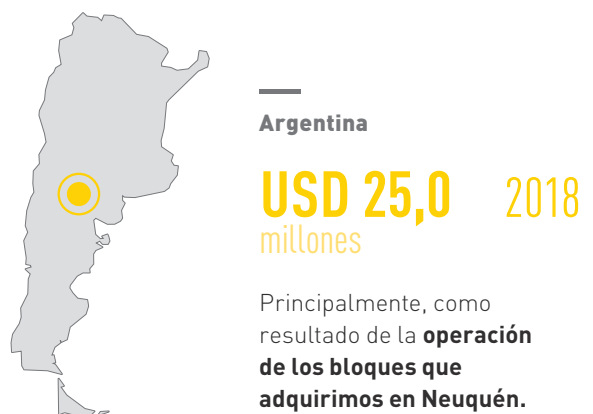 Argentina
USD 25,0 2018
millones
Principalmente, como
resultado de la operación
de los bloques que
adquirimos en Neuquén.